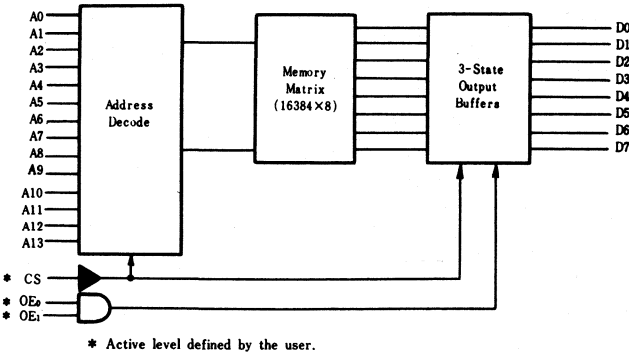 A0
A1
A2
A3
A4
A5
A6
A7
A8
A9
A10
A11
A12
A13
Address
Decode
Memory
Matrix
(16384×8)
3-State
Output
Buffers
D0
D1
D2
D3
D4
D5
D6
D7
* CS
* OE₀
* OE₁
* Active level defined by the user.